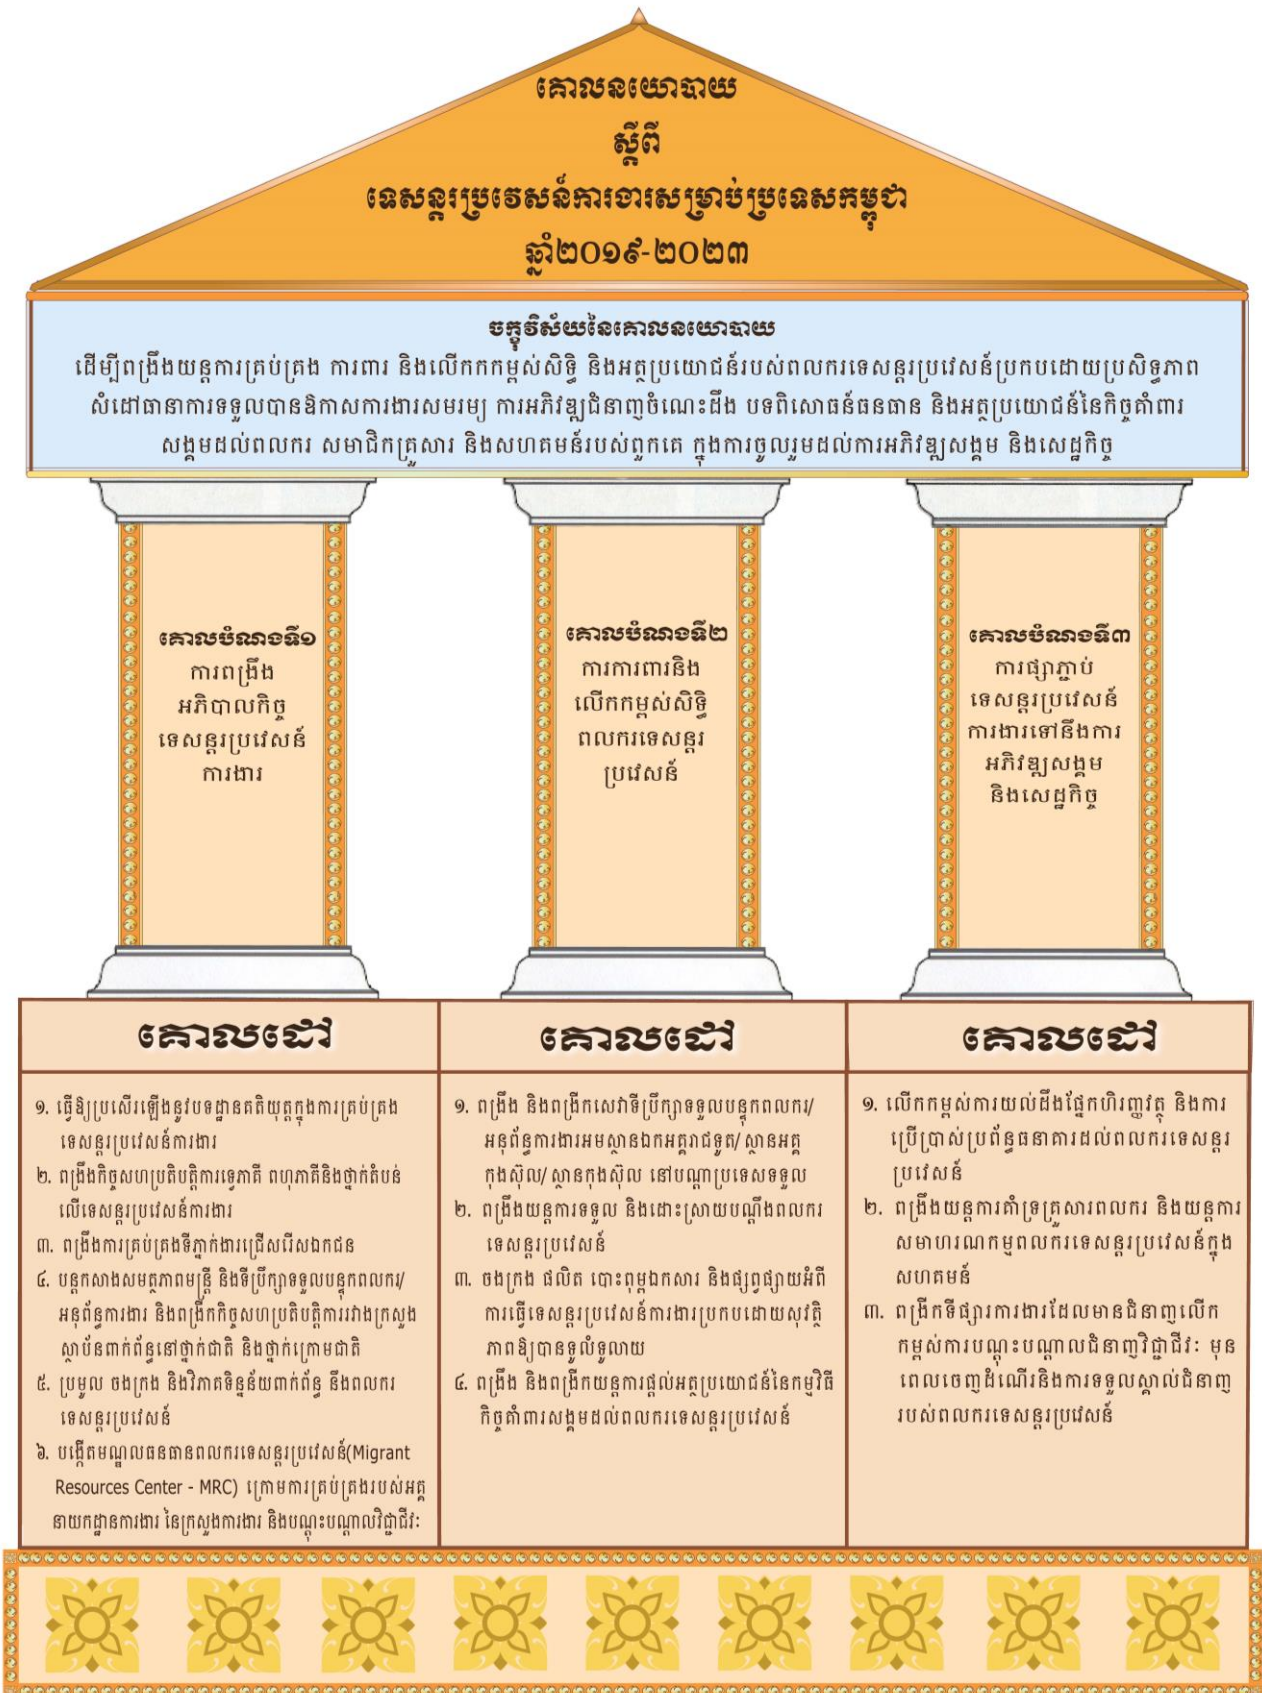 គោលនយោបាយ
ស្តីពី
ទេសន្តរប្រវេសន៍ការងារសម្រាប់ប្រទេសកម្ពុជា
ឆ្នាំ២០១៩-២០២៣
ចក្ខុវិស័យនៃគោលនយោបាយ
ដើម្បីពង្រឹងយន្តការគ្រប់គ្រង ការពារ និងលើកកកម្ពស់សិទ្ធិ និងអត្ថប្រយោជន៍របស់ពលករទេសន្តរប្រវេសន៍ប្រកបដោយប្រសិទ្ធភាព
សំដៅធានាការទទួលបានឱកាសការងារសមរម្យ ការអភិវឌ្ឍជំនាញចំណេះដឹង បទពិសោធន៍ធនធាន និងអត្ថប្រយោជន៍នៃកិច្ចគាំពារ
សង្គមដល់ពលករ សមាជិកគ្រួសារ និងសហគមន៍របស់ពួកគេ ក្នុងការចូលរួមដល់ការអភិវឌ្ឍសង្គម និងសេដ្ឋកិច្ច
គោលបំណងទី១
ការពង្រឹង
អភិបាលកិច្ច
ទេសន្តរប្រវេសន៍
ការងារ
គោលបំណងទី២
ការការពារនិង
លើកកម្ពស់សិទ្ធិ
ពលករទេសន្តរ
ប្រវេសន៍
គោលបំណងទី៣
ការផ្សាភ្ជាប់
ទេសន្តរប្រវេសន៍
ការងារទៅនឹងការ
អភិវឌ្ឍសង្គម
និងសេដ្ឋកិច្ច
គោលដៅ
១. ធ្វើឱ្យប្រសើរឡើងនូវបទដ្ឋានគតិយុត្តក្នុងការគ្រប់គ្រង
ទេសន្តរប្រវេសន៍ការងារ
២. ពង្រឹងកិច្ចសហប្រតិបត្តិការទ្វេភាគី ពហុភាគីនិងថ្នាក់តំបន់
លើទេសន្តរប្រវេសន៍ការងារ
៣. ពង្រឹងការគ្រប់គ្រងទីភ្នាក់ងារជ្រើសរើសឯកជន
៤. បន្តកសាងសមត្ថភាពមន្ត្រី និងទីប្រឹក្សាទទួលបន្ទុកពលករ/
អនុព័ន្ធការងារ និងពង្រីកកិច្ចសហប្រតិបត្តិការរវាងក្រសួង
ស្ថាប័នពាក់ព័ន្ធនៅថ្នាក់ជាតិ និងថ្នាក់ក្រោមជាតិ
៥. ប្រមូល ចងក្រង និងវិភាគទិន្នន័យពាក់ព័ន្ធ នឹងពលករ
ទេសន្តរប្រវេសន៍
៦. បង្កើតមណ្ឌលធនធានពលករទេសន្តរប្រវេសន៍(Migrant
Resources Center - MRC) ក្រោមការគ្រប់គ្រងរបស់អគ្គ
នាយកដ្ឋានការងារ នៃក្រសួងការងារ និងបណ្តុះបណ្តាលវិជ្ជាជីវៈ
គោលដៅ
១. ពង្រឹង និងពង្រីកសេវាទីប្រឹក្សាទទួលបន្ទុកពលករ/
អនុព័ន្ធការងារអមស្ថានឯកអគ្គរាជទូត/ ស្ថានអគ្គ
កុងស៊ុល/ ស្ថានកុងស៊ុល នៅបណ្តាប្រទេសទទួល
២. ពង្រឹងយន្តការទទួល និងដោះស្រាយបណ្តឹងពលករ
ទេសន្តរប្រវេសន៍
៣. ចងក្រង ផលិត បោះពុម្ពឯកសារ និងផ្សព្វផ្សាយអំពី
ការធ្វើទេសន្តរប្រវេសន៍ការងារប្រកបដោយសុវត្ថិ
ភាពឱ្យបានទូលំទូលាយ
៤. ពង្រឹង និងពង្រីកយន្តការផ្តល់អត្ថប្រយោជន៍នៃកម្មវិធី
កិច្ចគាំពារសង្គមដល់ពលករទេសន្តរប្រវេសន៍
គោលដៅ
១. លើកកម្ពស់ការយល់ដឹងផ្នែកហិរញ្ញវត្ថុ និងការ
ប្រើប្រាស់ប្រព័ន្ធធនាគារដល់ពលករទេសន្តរ
ប្រវេសន៍
២. ពង្រឹងយន្តការគាំទ្រគ្រួសារពលករ និងយន្តការ
សមាហរណកម្មពលករទេសន្តរប្រវេសន៍ក្នុង
សហគមន៍
៣. ពង្រីកទីផ្សារការងារដែលមានជំនាញលើក
កម្ពស់ការបណ្តុះបណ្តាលជំនាញវិជ្ជាជីវៈ មុន
ពេលចេញដំណើរនិងការទទួលស្គាល់ជំនាញ
របស់ពលករទេសន្តរប្រវេសន៍